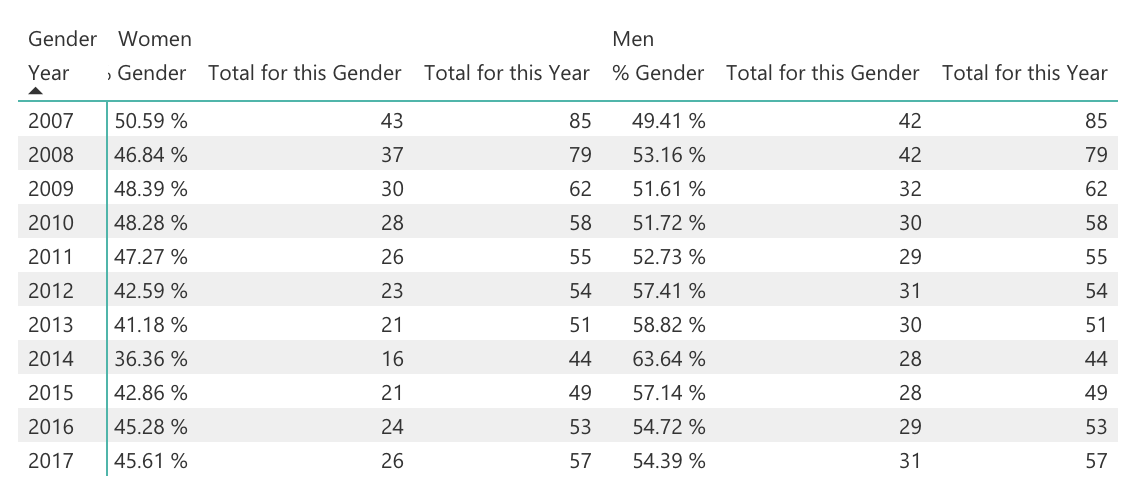 Gender Women Men
Year Gender Total for this Gender Total for this Year % Gender Total for this Gender Total for this Year
2007 50.59 % 43 85 49.41 % 42 85
2008 46.84 % 37 79 53.16 % 42 79
2009 48.39 % 30 62 51.61 % 32 62
2010 48.28 % 28 58 51.72 % 30 58
2011 47.27 % 26 55 52.73 % 29 55
2012 42.59 % 23 54 57.41 % 31 54
2013 41.18 % 21 51 58.82 % 30 51
2014 36.36 % 16 44 63.64 % 28 44
2015 42.86 % 21 49 57.14 % 28 49
2016 45.28 % 24 53 54.72 % 29 53
2017 45.61 % 26 57 54.39 % 31 57